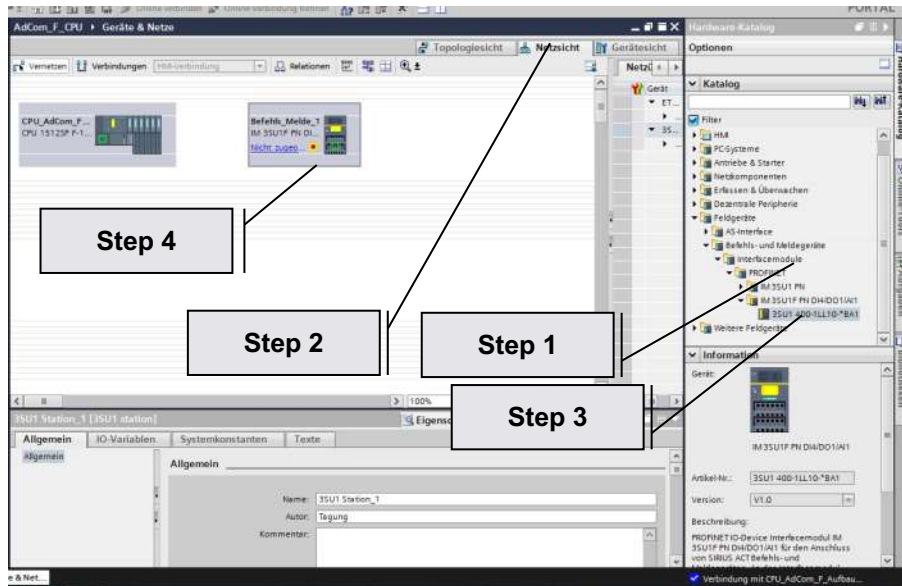 Online verbinden
Online-Verbindung trennen
PORTAL
AdCom_F_CPU ▸ Geräte & Netze
Hardware-Katalog
Topologiesicht
Netzsicht
Gerätesicht
Optionen
Vernetzen
Verbindungen
HMI-Verbindung
Relationen
Katalog
Gerät
Filter
HMI
PC-Systeme
Antriebe & Starter
Netzkomponenten
Erfassen & Überwachen
Dezentrale Peripherie
Feldgeräte
AS-Interface
Befehls- und Meldegeräte
Interfacemodule
PROFINET
IM 3SU1 PN
IM 3SU1F PN DI4/DO1/AI1
3SU1 400-1LL10-*BA1
Weitere Feldgeräte
CPU_AdCom_F...
CPU 1512SP F-1...
Befehls_Melde_1
IM 3SU1F PN DI...
Nicht zugeo...
Step 4
Step 2
Step 1
Step 3
100%
3SU1 Station_1 [3SU1 station]
Allgemein
IO-Variablen
Systemkonstanten
Texte
Allgemein
Allgemein
Name:
3SU1 Station_1
Autor:
Tagung
Kommentar:
Information
Gerät:
IM 3SU1F PN DI4/DO1/AI1
Artikel-Nr.:
3SU1 400-1LL10-*BA1
Version:
V1.0
Beschreibung:
PROFINET IO-Device Interfacemodul IM
3SU1F PN DI4/DO1/AI1 für den Anschluss
von SIRIUS ACT Befehls- und
e & Net...
Verbindung mit CPU_AdCom_F_Aufbau...